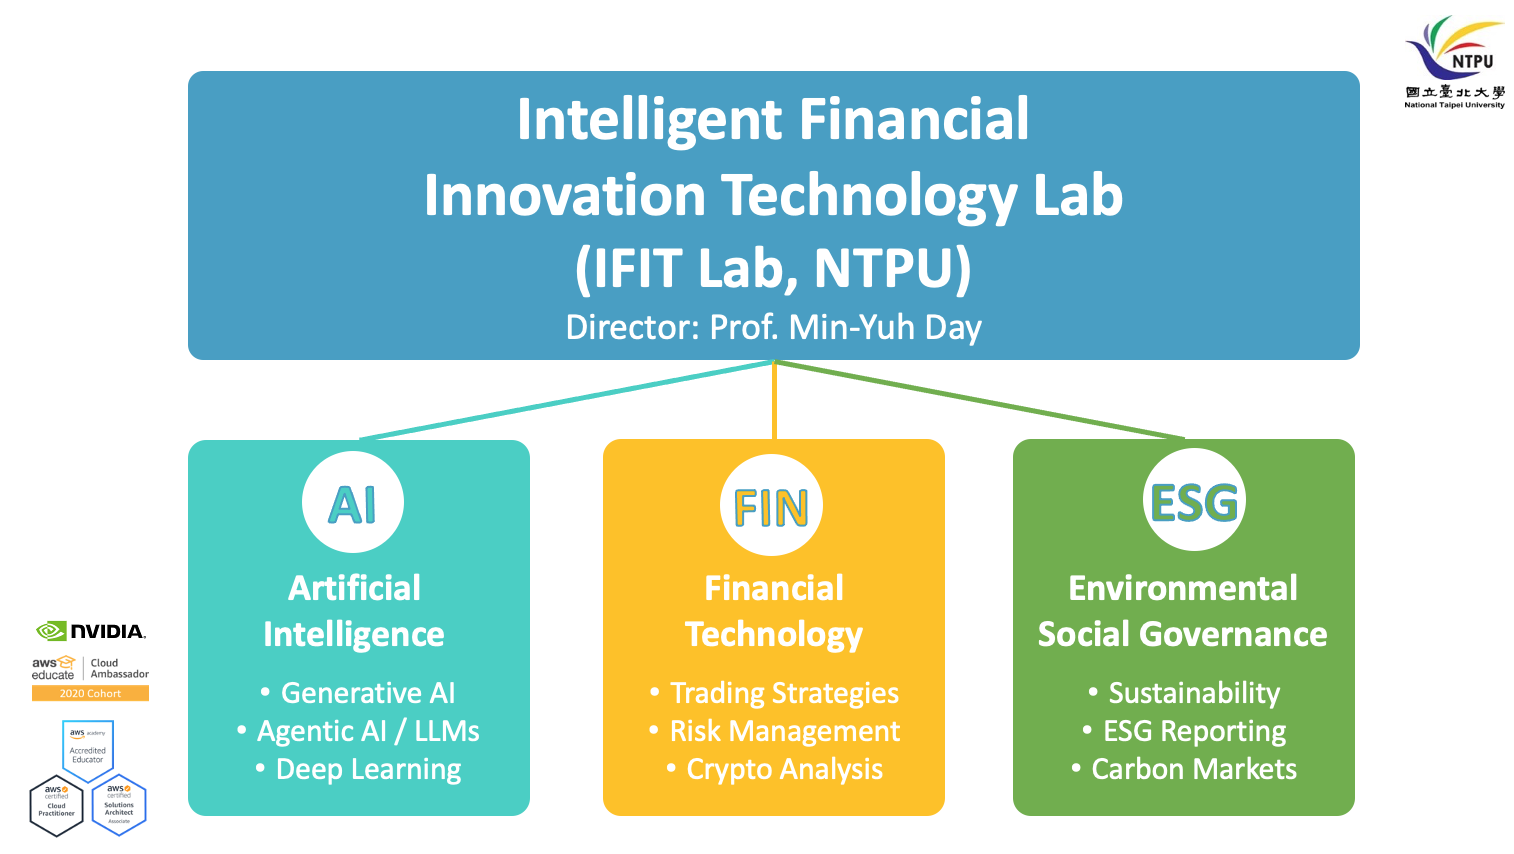 NTPU
國立臺北大學
National Taipei University
Intelligent Financial
Innovation Technology Lab
(IFIT Lab, NTPU)
Director: Prof. Min-Yuh Day
AI
Artificial
Intelligence
• Generative AI
• Agentic AI / LLMs
• Deep Learning
FIN
Financial
Technology
• Trading Strategies
• Risk Management
• Crypto Analysis
ESG
Environmental
Social Governance
• Sustainability
• ESG Reporting
• Carbon Markets
NVIDIA.
aws educate
Cloud
Ambassador
2020 Cohort
aws academy
Accredited
Educator
aws
certified
Cloud
Practitioner
aws
certified
Solutions
Architect
Associate